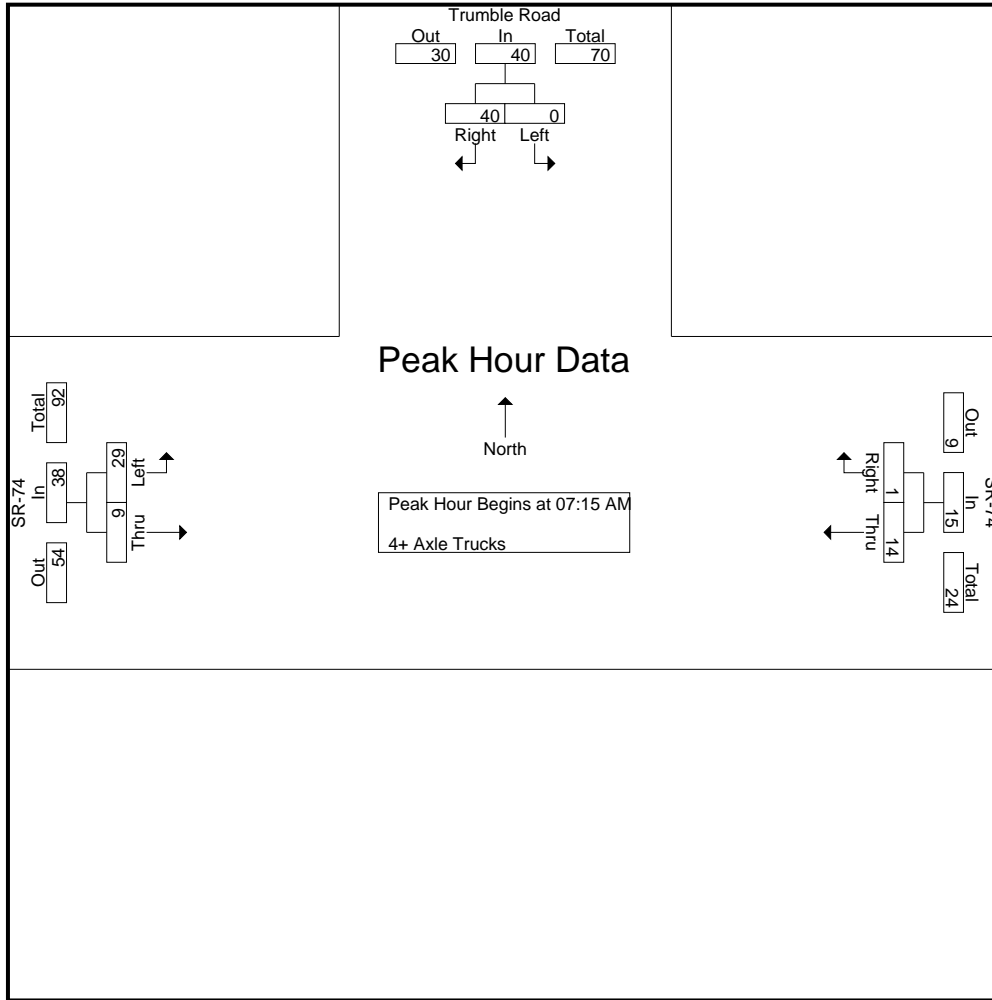 Trumble Road
Out In Total
30 40 70
40 0
Right Left
Peak Hour Data
North
Peak Hour Begins at 07:15 AM
4+ Axle Trucks
SR-74
Total In Out
92 38 54
29 9
Left Thru
SR-74
Out In Total
9 15 24
1 14
Right Thru